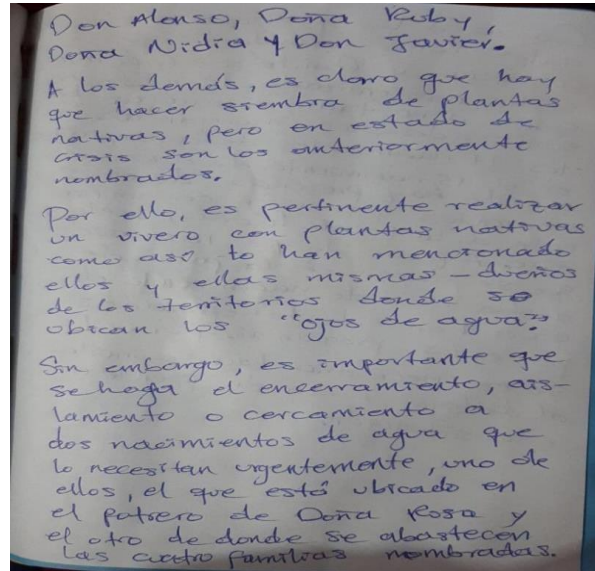 Don Alonso, Doña Ruby,
Doña Nidia y Don Javier.
A los demás, es claro que hay
que hacer siembra de plantas
nativas, pero en estado de
crisis son los anteriormente
nombrados.
Por ello, es pertinente realizar
un vivero con plantas nativas
como así lo han mencionado
ellos y ellas mismas - dueños
de los territorios donde se
ubican los "ojos de agua".
Sin embargo, es importante que
se haga el encerramiento, ais-
lamiento o cercamiento a
dos nacimientos de agua que
lo necesitan urgentemente, uno de
ellos, el que está ubicado en
el potrero de Doña Rosa y
el otro de donde se abastecen
las cuatro familias nombradas.